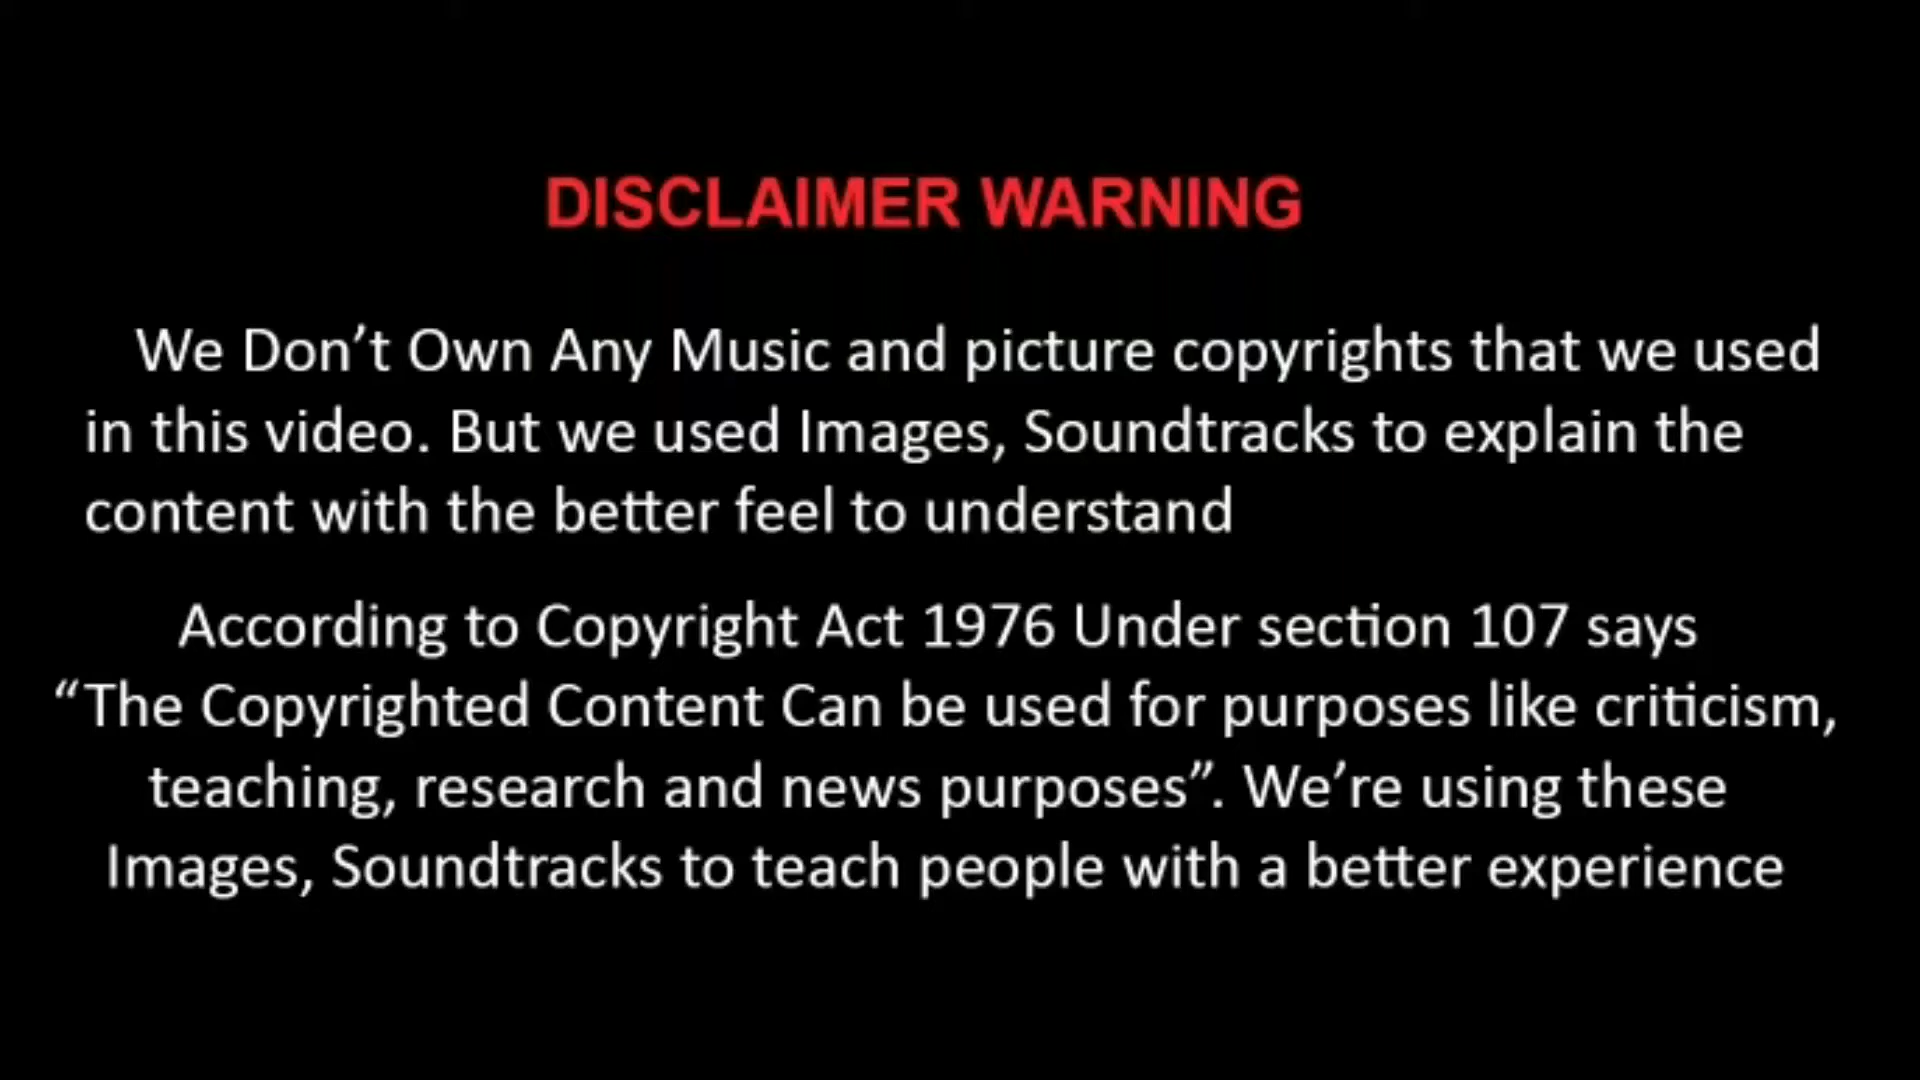 DISCLAIMER WARNING
We Don’t Own Any Music and picture copyrights that we used
in this video. But we used Images, Soundtracks to explain the
content with the better feel to understand
According to Copyright Act 1976 Under section 107 says
“The Copyrighted Content Can be used for purposes like criticism,
teaching, research and news purposes”. We’re using these
Images, Soundtracks to teach people with a better experience